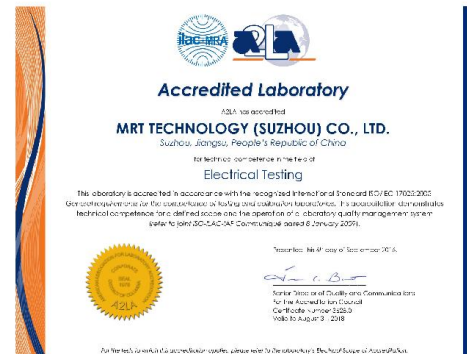 ilac-MRA
A2LA
Accredited Laboratory
A2LA has accredited
MRT TECHNOLOGY (SUZHOU) CO., LTD.
Suzhou, Jiangsu, People's Republic of China
for technical competence in the field of
Electrical Testing
This laboratory is accredited in accordance with the recognized International Standard ISO/IEC 17025:2005
General requirements for the competence of testing and calibration laboratories. This accreditation demonstrates
technical competence for a defined scope and the operation of a laboratory quality management system
(refer to joint ISO-ILAC-IAF Communiqué dated 8 January 2009).
Presented this day of September 2016.
Senior Director of Quality and Communications
For the Accreditation Council
Certificate Number
Valid to August 31, 2018
CORPORATE
SEAL
A2LA
For the tests to which this accreditation applies, please refer to the laboratory's Electrical Scope of Accreditation.